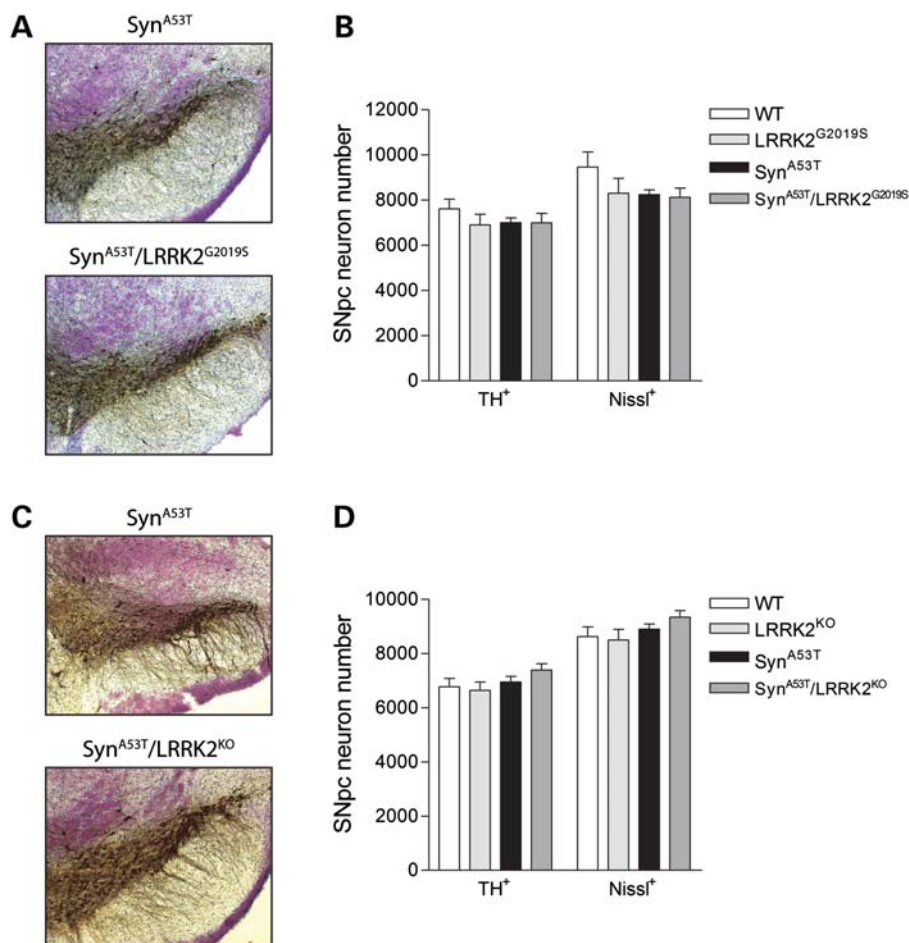 A
Syn^A53T
Syn^A53T/LRRK2^G2019S
B
SNpc neuron number
12000
10000
8000
6000
4000
2000
0
TH⁺
Nissl⁺
WT
LRRK2^G2019S
Syn^A53T
Syn^A53T/LRRK2^G2019S
C
Syn^A53T
Syn^A53T/LRRK2^KO
D
SNpc neuron number
10000
8000
6000
4000
2000
0
TH⁺
Nissl⁺
WT
LRRK2^KO
Syn^A53T
Syn^A53T/LRRK2^KO